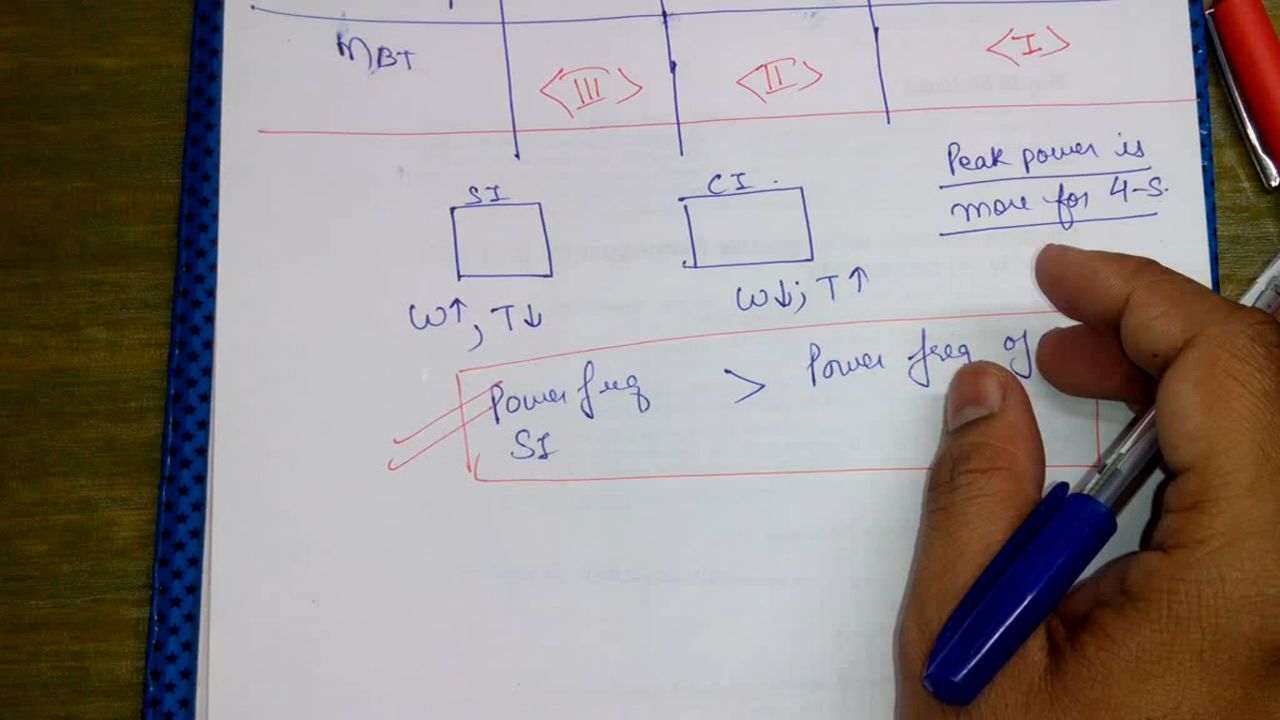 ηBT <III> <II> <I>
Peak power is
more for 4-S.
SI
CI
ω↑, T↓
ω↓; T↑
Power freq > Power freq of
SI